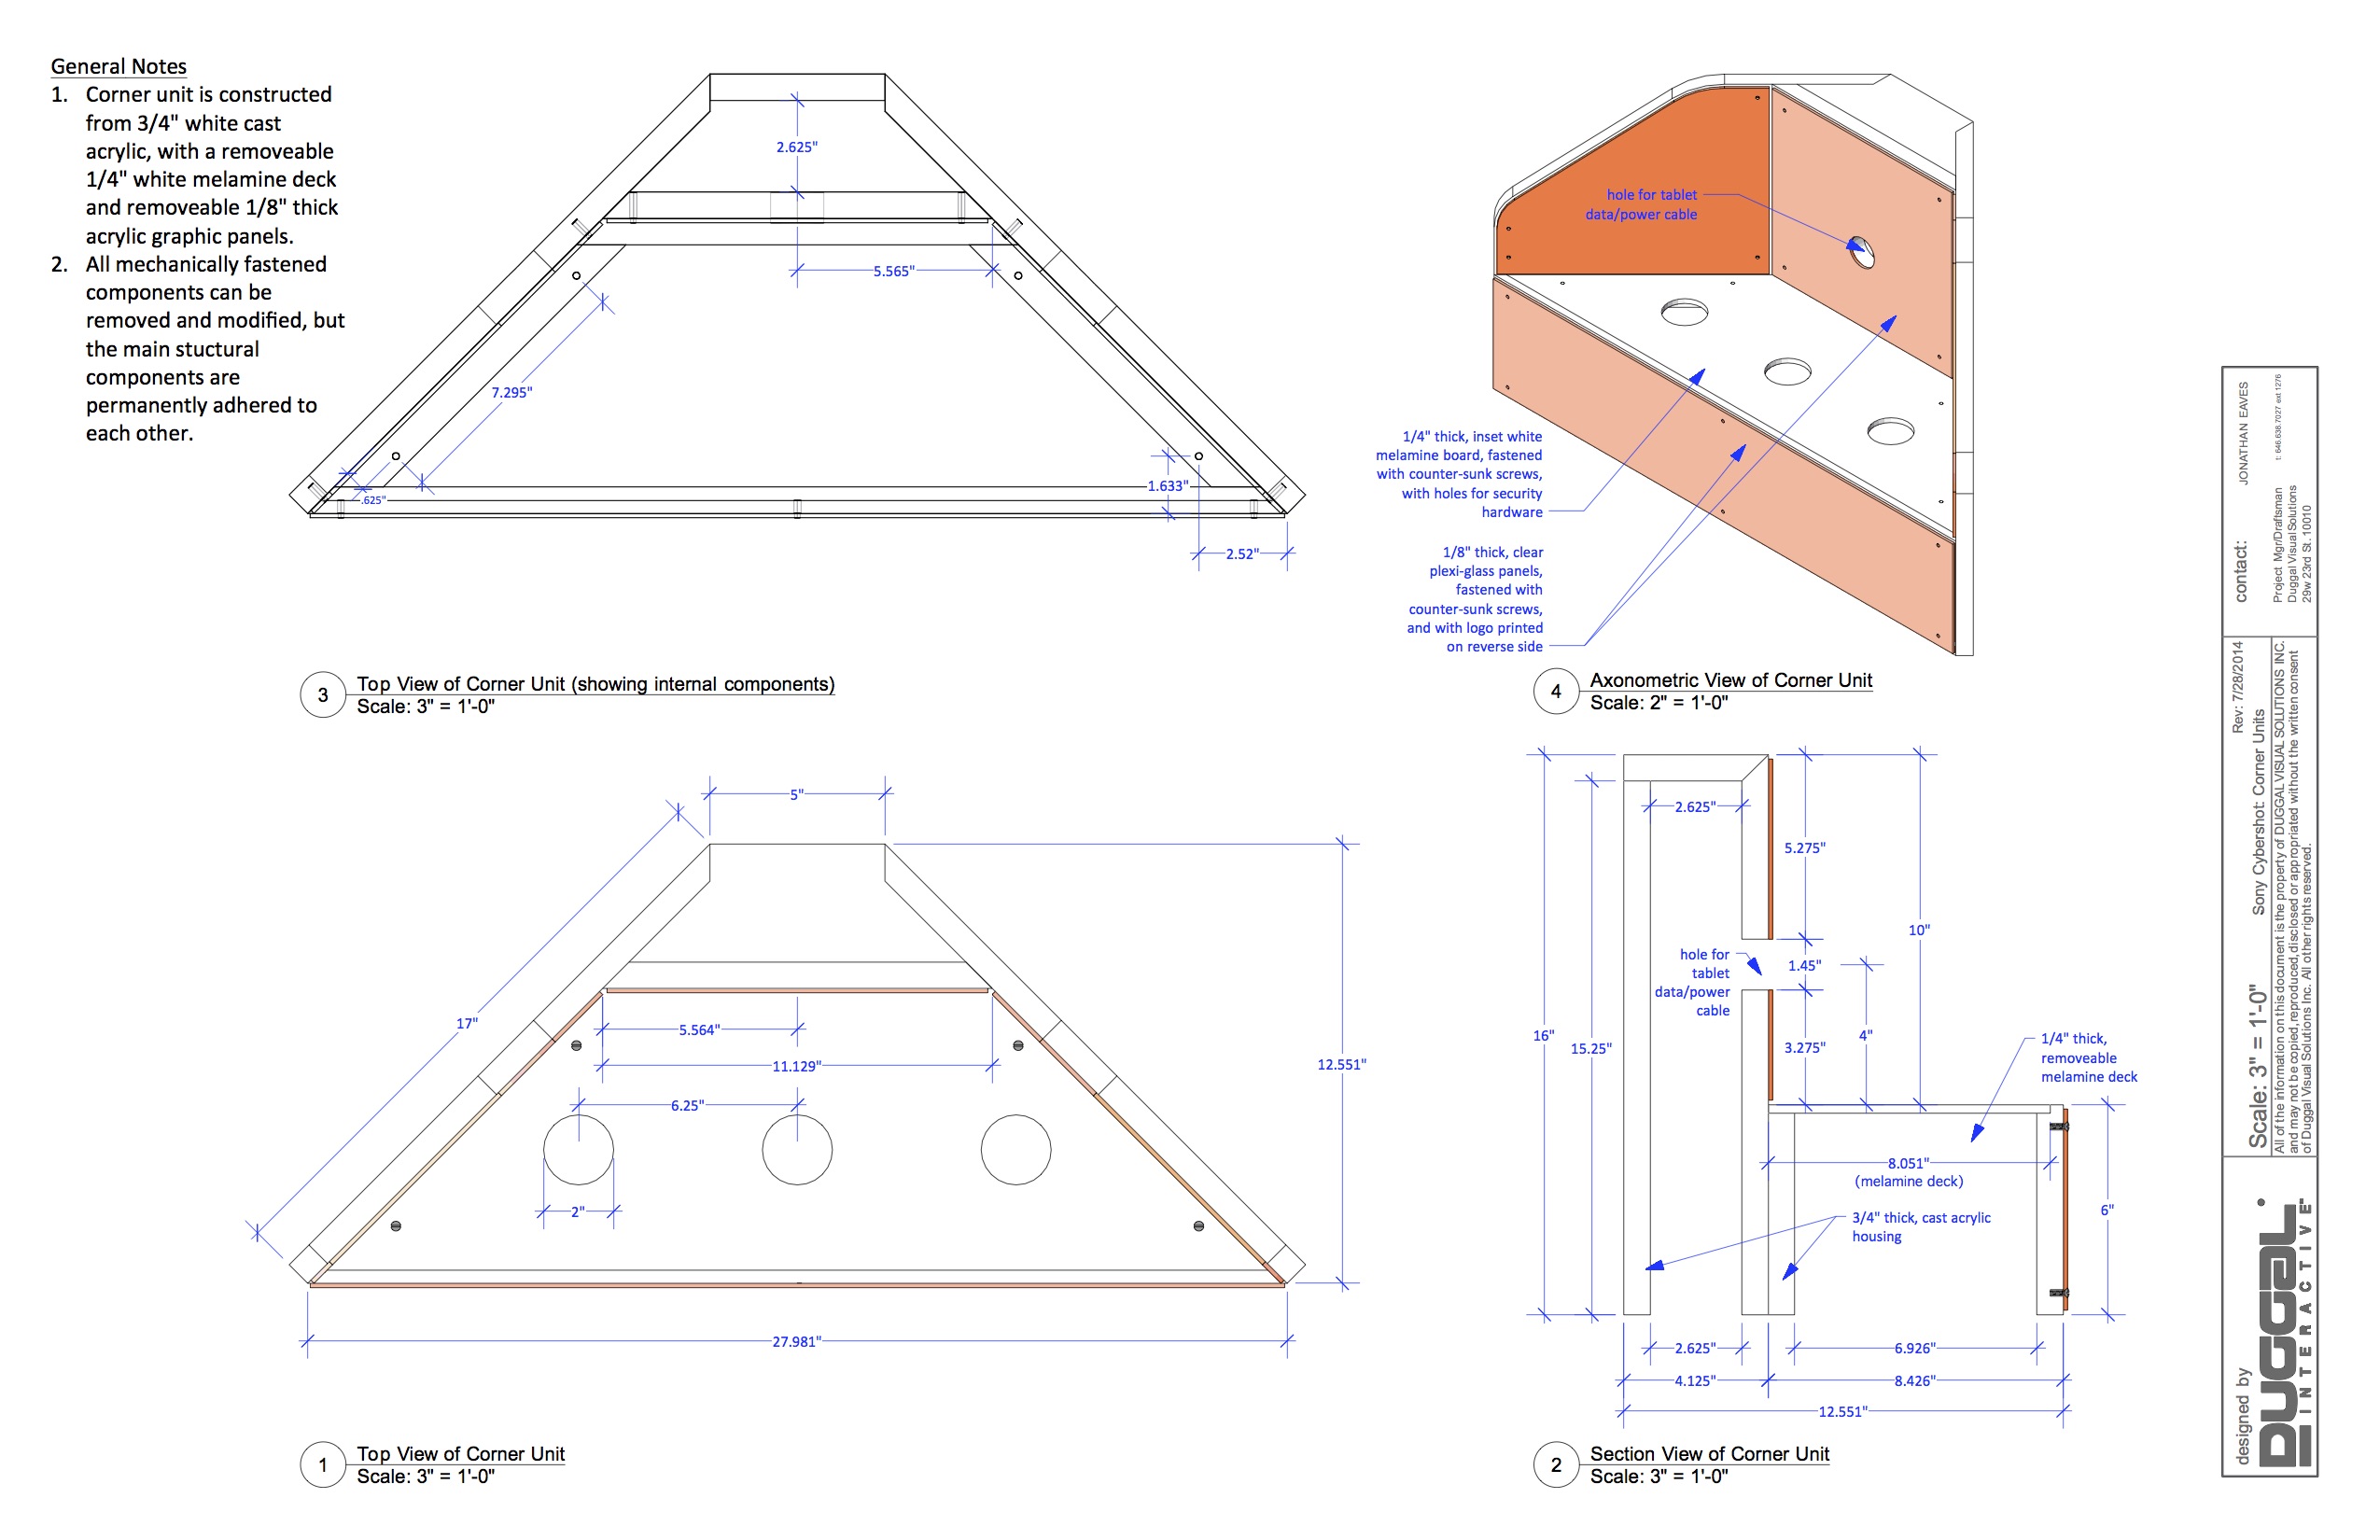 General Notes
1. Corner unit is constructed
from 3/4" white cast
acrylic, with a removeable
1/4" white melamine deck
and removeable 1/8" thick
acrylic graphic panels.
2. All mechanically fastened
components can be
removed and modified, but
the main stuctural
components are
permanently adhered to
each other.
2.625"
5.565"
7.295"
.625"
1.633"
2.52"
3
Top View of Corner Unit (showing internal components)
Scale: 3" = 1'-0"
hole for tablet
data/power cable
1/4" thick, inset white
melamine board, fastened
with counter-sunk screws,
with holes for security
hardware
1/8" thick, clear
plexi-glass panels,
fastened with
counter-sunk screws,
and with logo printed
on reverse side
4
Axonometric View of Corner Unit
Scale: 2" = 1'-0"
5"
17"
5.564"
11.129"
6.25"
2"
12.551"
27.981"
1
Top View of Corner Unit
Scale: 3" = 1'-0"
2.625"
5.275"
10"
hole for
tablet
data/power
cable
1.45"
16"
15.25"
3.275"
4"
1/4" thick,
removeable
melamine deck
8.051"
(melamine deck)
3/4" thick, cast acrylic
housing
6"
2.625"
6.926"
4.125"
8.426"
12.551"
2
Section View of Corner Unit
Scale: 3" = 1'-0"
contact:
JONATHAN EAVES
t: 646.638.7027 ext 1276
Project Mgr/Draftsman
Duggal Visual Solutions
29w 23rd St. 10010
Rev: 7/28/2014
Sony Cybershot: Corner Units
Scale: 3" = 1'-0"
All of the information on this document is the property of DUGGAL VISUAL SOLUTIONS INC.
and may not be copied, reproduced, disclosed or appropriated without the written consent
of Duggal Visual Solutions Inc. All other rights reserved.
designed by
DUGGAL
INTERACTIVE